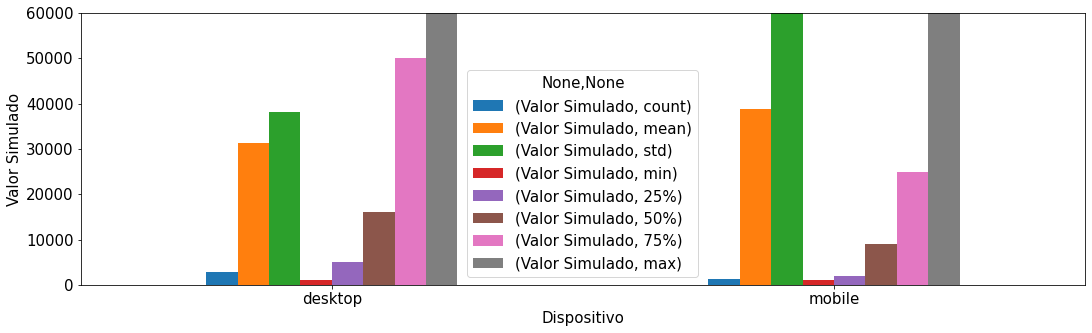 60000
50000
40000
30000
20000
10000
0
Valor Simulado
None,None
(Valor Simulado, count)
(Valor Simulado, mean)
(Valor Simulado, std)
(Valor Simulado, min)
(Valor Simulado, 25%)
(Valor Simulado, 50%)
(Valor Simulado, 75%)
(Valor Simulado, max)
desktop
mobile
Dispositivo